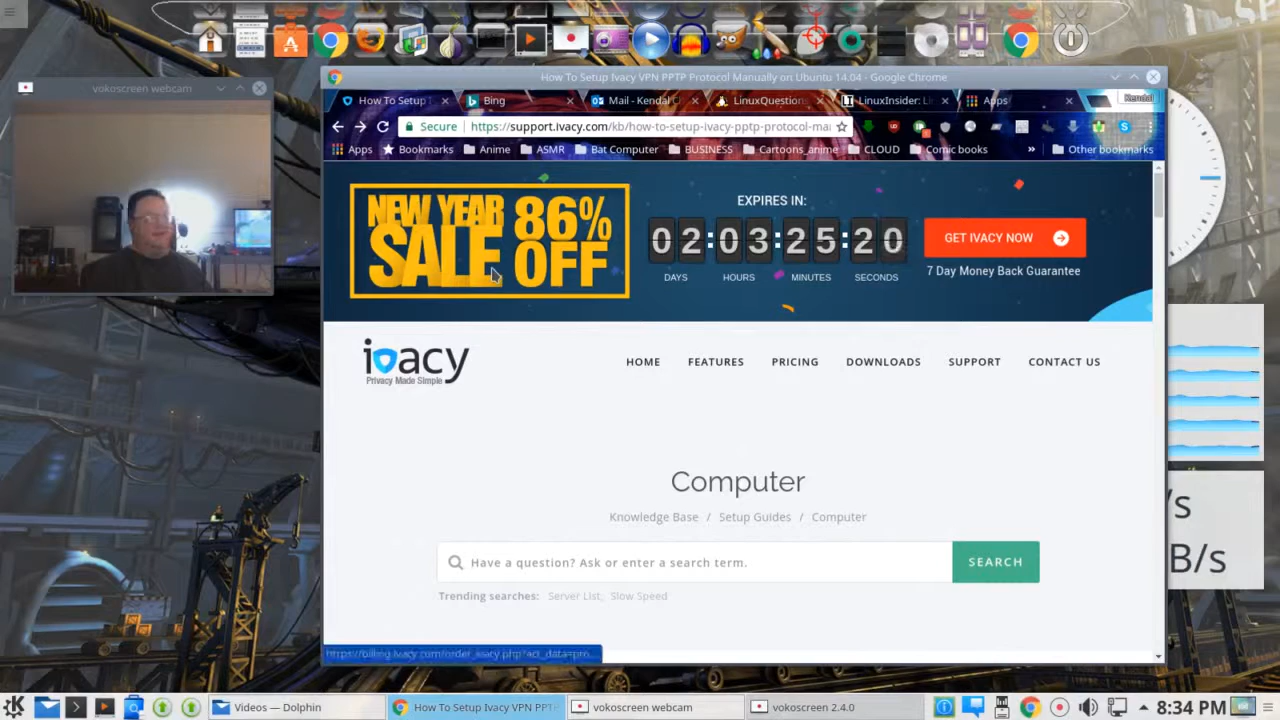 vokoscreen webcam
How To Setup Ivacy VPN PPTP Protocol Manually on Ubuntu 14.04 - Google Chrome
How To Setup
Bing
Mail - Kendal
LinuxQuestions
LinuxInsider: Li
Apps
Kendal
Secure
https://support.ivacy.com/kb/how-to-setup-ivacy-pptp-protocol-ma
Apps
Bookmarks
Anime
ASMR
Bat Computer
BUSINESS
Cartoons_anime
CLOUD
Comic books
»
Other bookmarks
NEW YEAR SALE 86% OFF
EXPIRES IN:
02:03:25:20
DAYS HOURS MINUTES SECONDS
GET IVACY NOW
7 Day Money Back Guarantee
ivacy
Privacy Made Simple
HOME FEATURES PRICING DOWNLOADS SUPPORT CONTACT US
Computer
Knowledge Base / Setup Guides / Computer
Have a question? Ask or enter a search term.
SEARCH
Trending searches: Server List, Slow Speed
/s
B/s
https://billing.ivacy.com/order_ivacy.php?act_data=pro...
Videos — Dolphin
How To Setup Ivacy VPN PPT
vokoscreen webcam
vokoscreen 2.4.0
8:34 PM